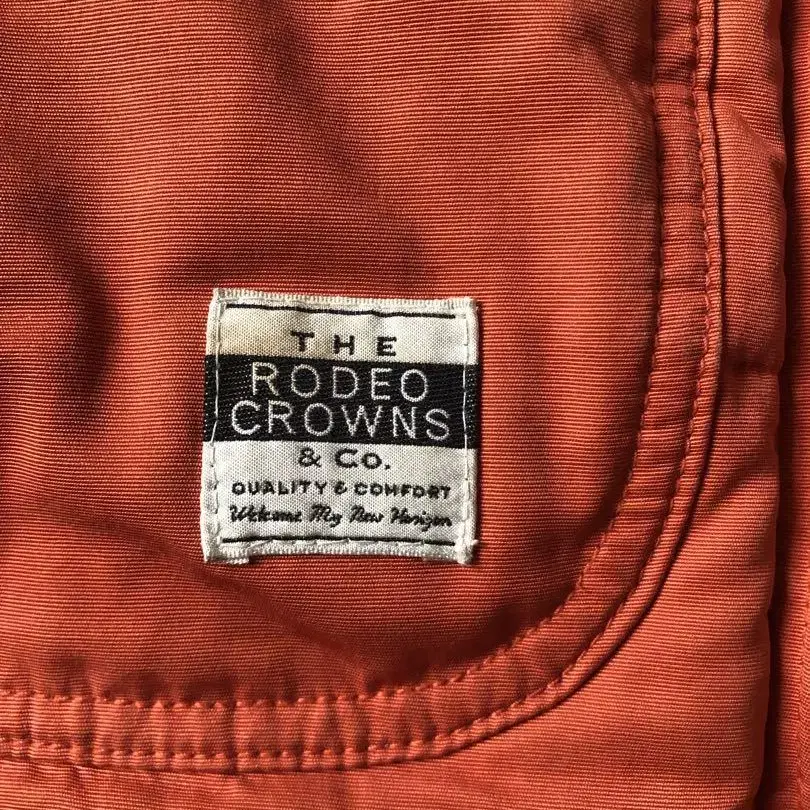 THE
RODEO
CROWNS
& Co.
QUALITY & COMFORT
Welcome My New Horizon